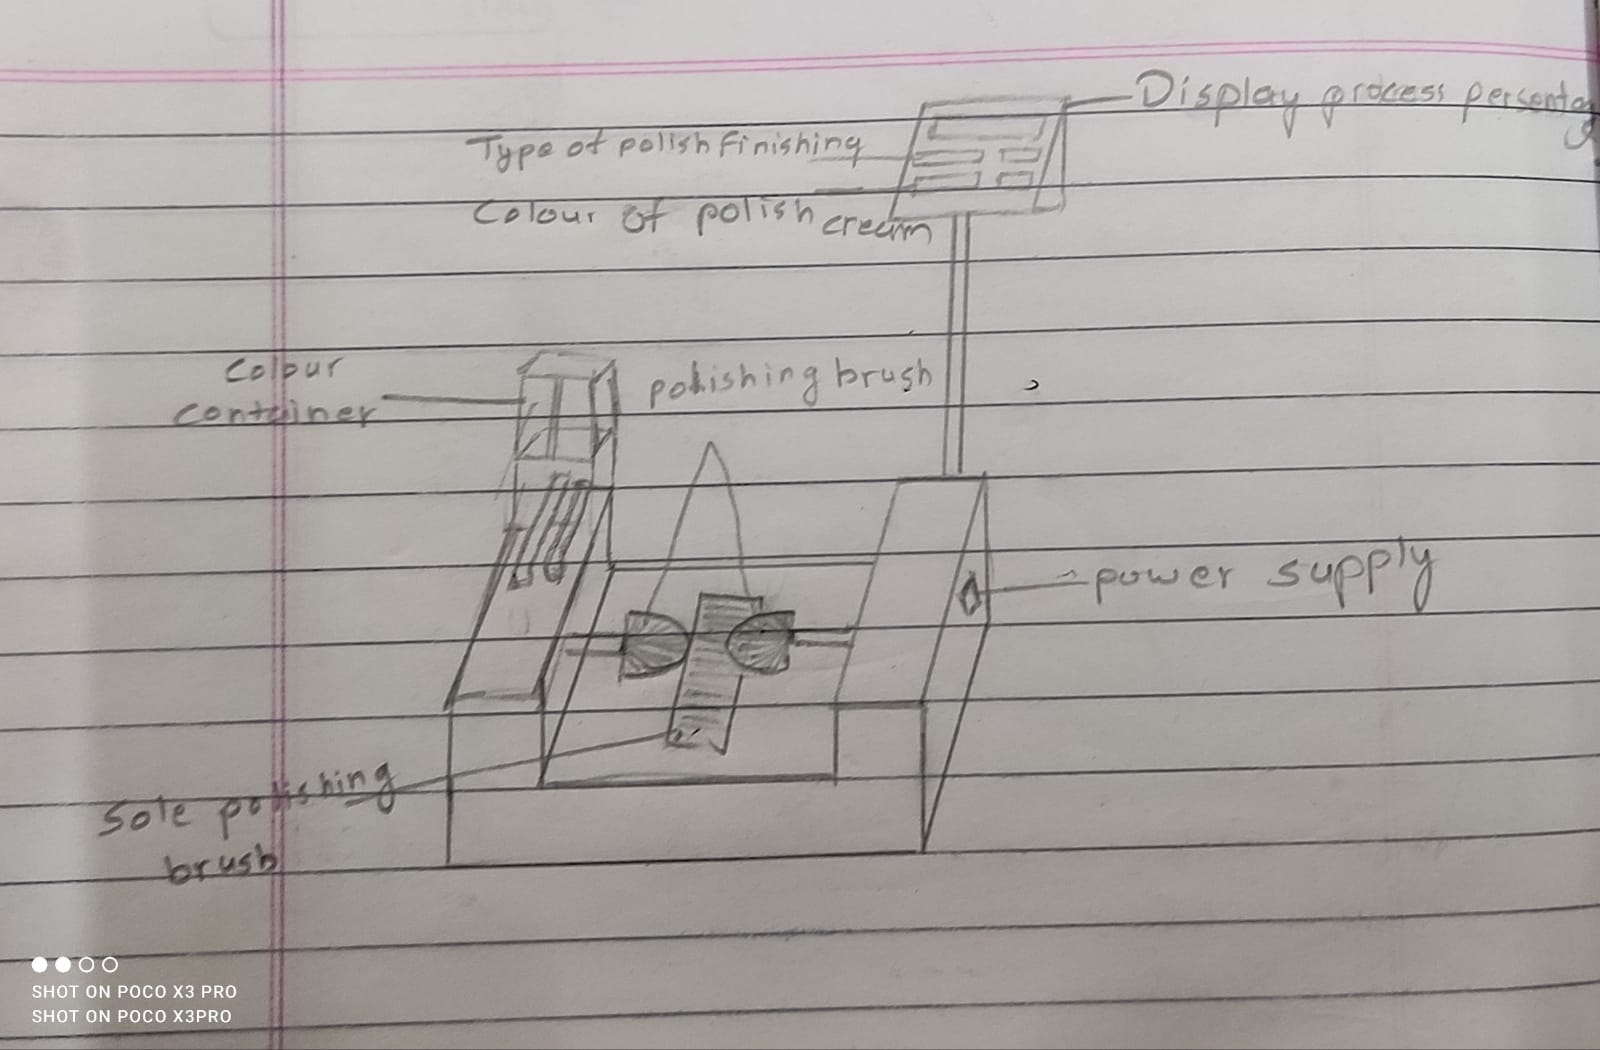 Display process persentag
Type of polish Finishing
Colour of polish cream
Colour
container
polishing brush
power supply
Sole polishing
brush
SHOT ON POCO X3 PRO
SHOT ON POCO X3PRO